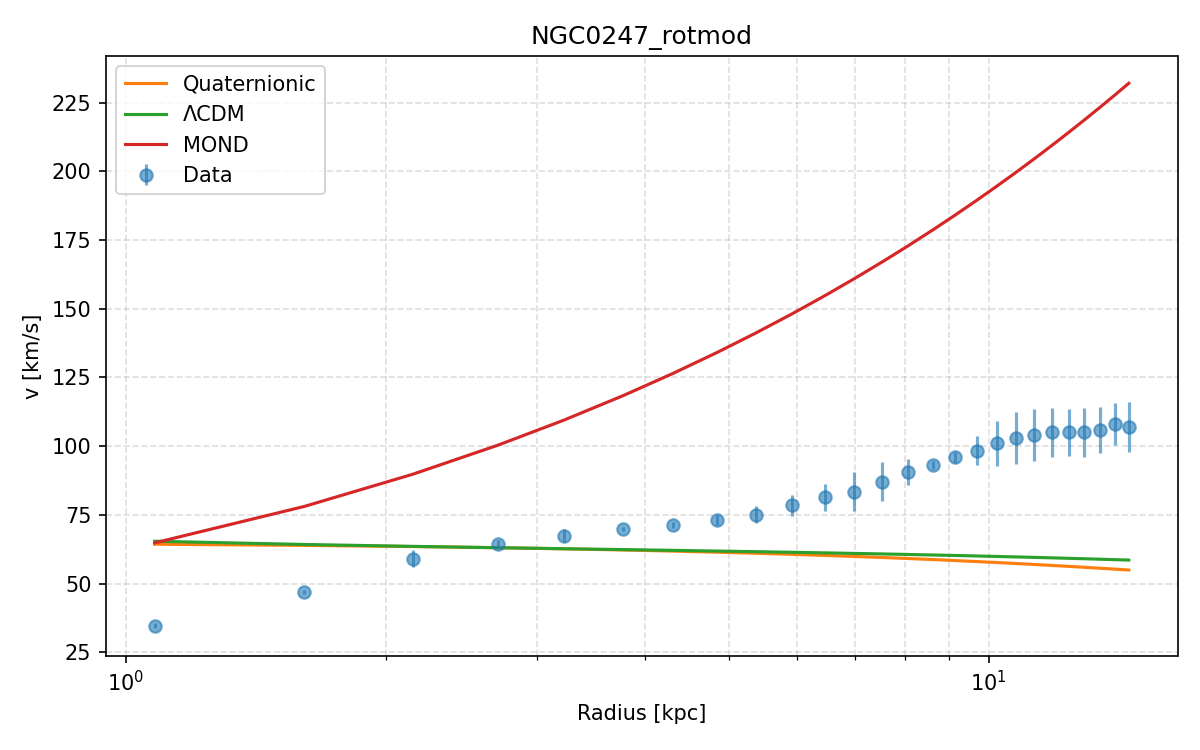 NGC0247_rotmod
Quaternionic
ΛCDM
MOND
Data
225
200
175
150
125
100
75
50
25
v [km/s]
10⁰
10¹
Radius [kpc]